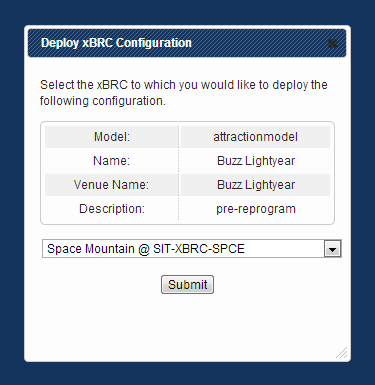 Deploy xBRC Configuration
Select the xBRC to which you would like to deploy the
following configuration.
Model: attractionmodel
Name: Buzz Lightyear
Venue Name: Buzz Lightyear
Description: pre-reprogram
Space Mountain @ SIT-XBRC-SPCE
Submit